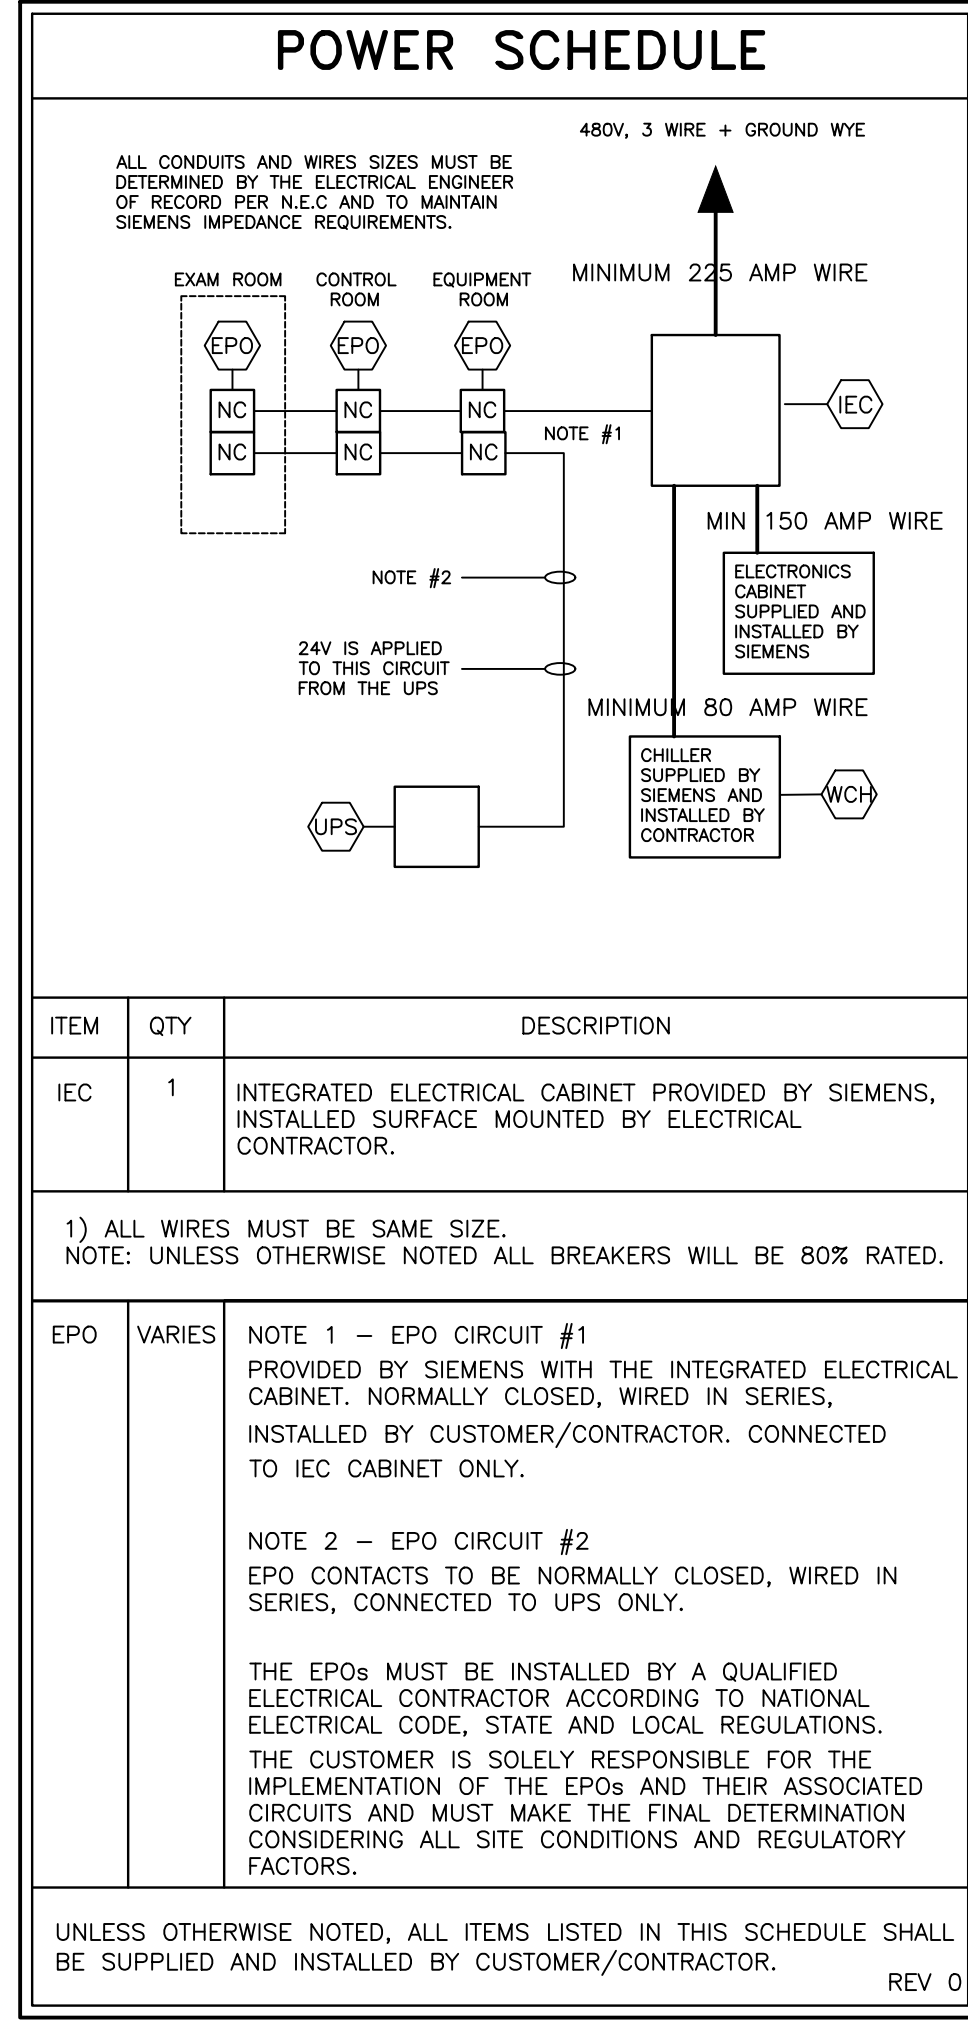 POWER SCHEDULE
480V, 3 WIRE + GROUND WYE
ALL CONDUITS AND WIRES SIZES MUST BE
DETERMINED BY THE ELECTRICAL ENGINEER
OF RECORD PER N.E.C AND TO MAINTAIN
SIEMENS IMPEDANCE REQUIREMENTS.
MINIMUM 225 AMP WIRE
EXAM ROOM
CONTROL
ROOM
EQUIPMENT
ROOM
EPO
EPO
EPO
NC
NC
NC
IEC
NOTE #1
NC
NC
NC
MIN 150 AMP WIRE
NOTE #2
ELECTRONICS
CABINET
SUPPLIED AND
INSTALLED BY
SIEMENS
24V IS APPLIED
TO THIS CIRCUIT
FROM THE UPS
MINIMUM 80 AMP WIRE
CHILLER
SUPPLIED BY
SIEMENS AND
INSTALLED BY
CONTRACTOR
WCH
UPS
ITEM QTY DESCRIPTION
IEC 1 INTEGRATED ELECTRICAL CABINET PROVIDED BY SIEMENS,
INSTALLED SURFACE MOUNTED BY ELECTRICAL
CONTRACTOR.
1) ALL WIRES MUST BE SAME SIZE.
NOTE: UNLESS OTHERWISE NOTED ALL BREAKERS WILL BE 80% RATED.
EPO VARIES NOTE 1 – EPO CIRCUIT #1
PROVIDED BY SIEMENS WITH THE INTEGRATED ELECTRICAL
CABINET. NORMALLY CLOSED, WIRED IN SERIES,
INSTALLED BY CUSTOMER/CONTRACTOR. CONNECTED
TO IEC CABINET ONLY.
NOTE 2 – EPO CIRCUIT #2
EPO CONTACTS TO BE NORMALLY CLOSED, WIRED IN
SERIES, CONNECTED TO UPS ONLY.
THE EPOs MUST BE INSTALLED BY A QUALIFIED
ELECTRICAL CONTRACTOR ACCORDING TO NATIONAL
ELECTRICAL CODE, STATE AND LOCAL REGULATIONS.
THE CUSTOMER IS SOLELY RESPONSIBLE FOR THE
IMPLEMENTATION OF THE EPOs AND THEIR ASSOCIATED
CIRCUITS AND MUST MAKE THE FINAL DETERMINATION
CONSIDERING ALL SITE CONDITIONS AND REGULATORY
FACTORS.
UNLESS OTHERWISE NOTED, ALL ITEMS LISTED IN THIS SCHEDULE SHALL
BE SUPPLIED AND INSTALLED BY CUSTOMER/CONTRACTOR.
REV 0